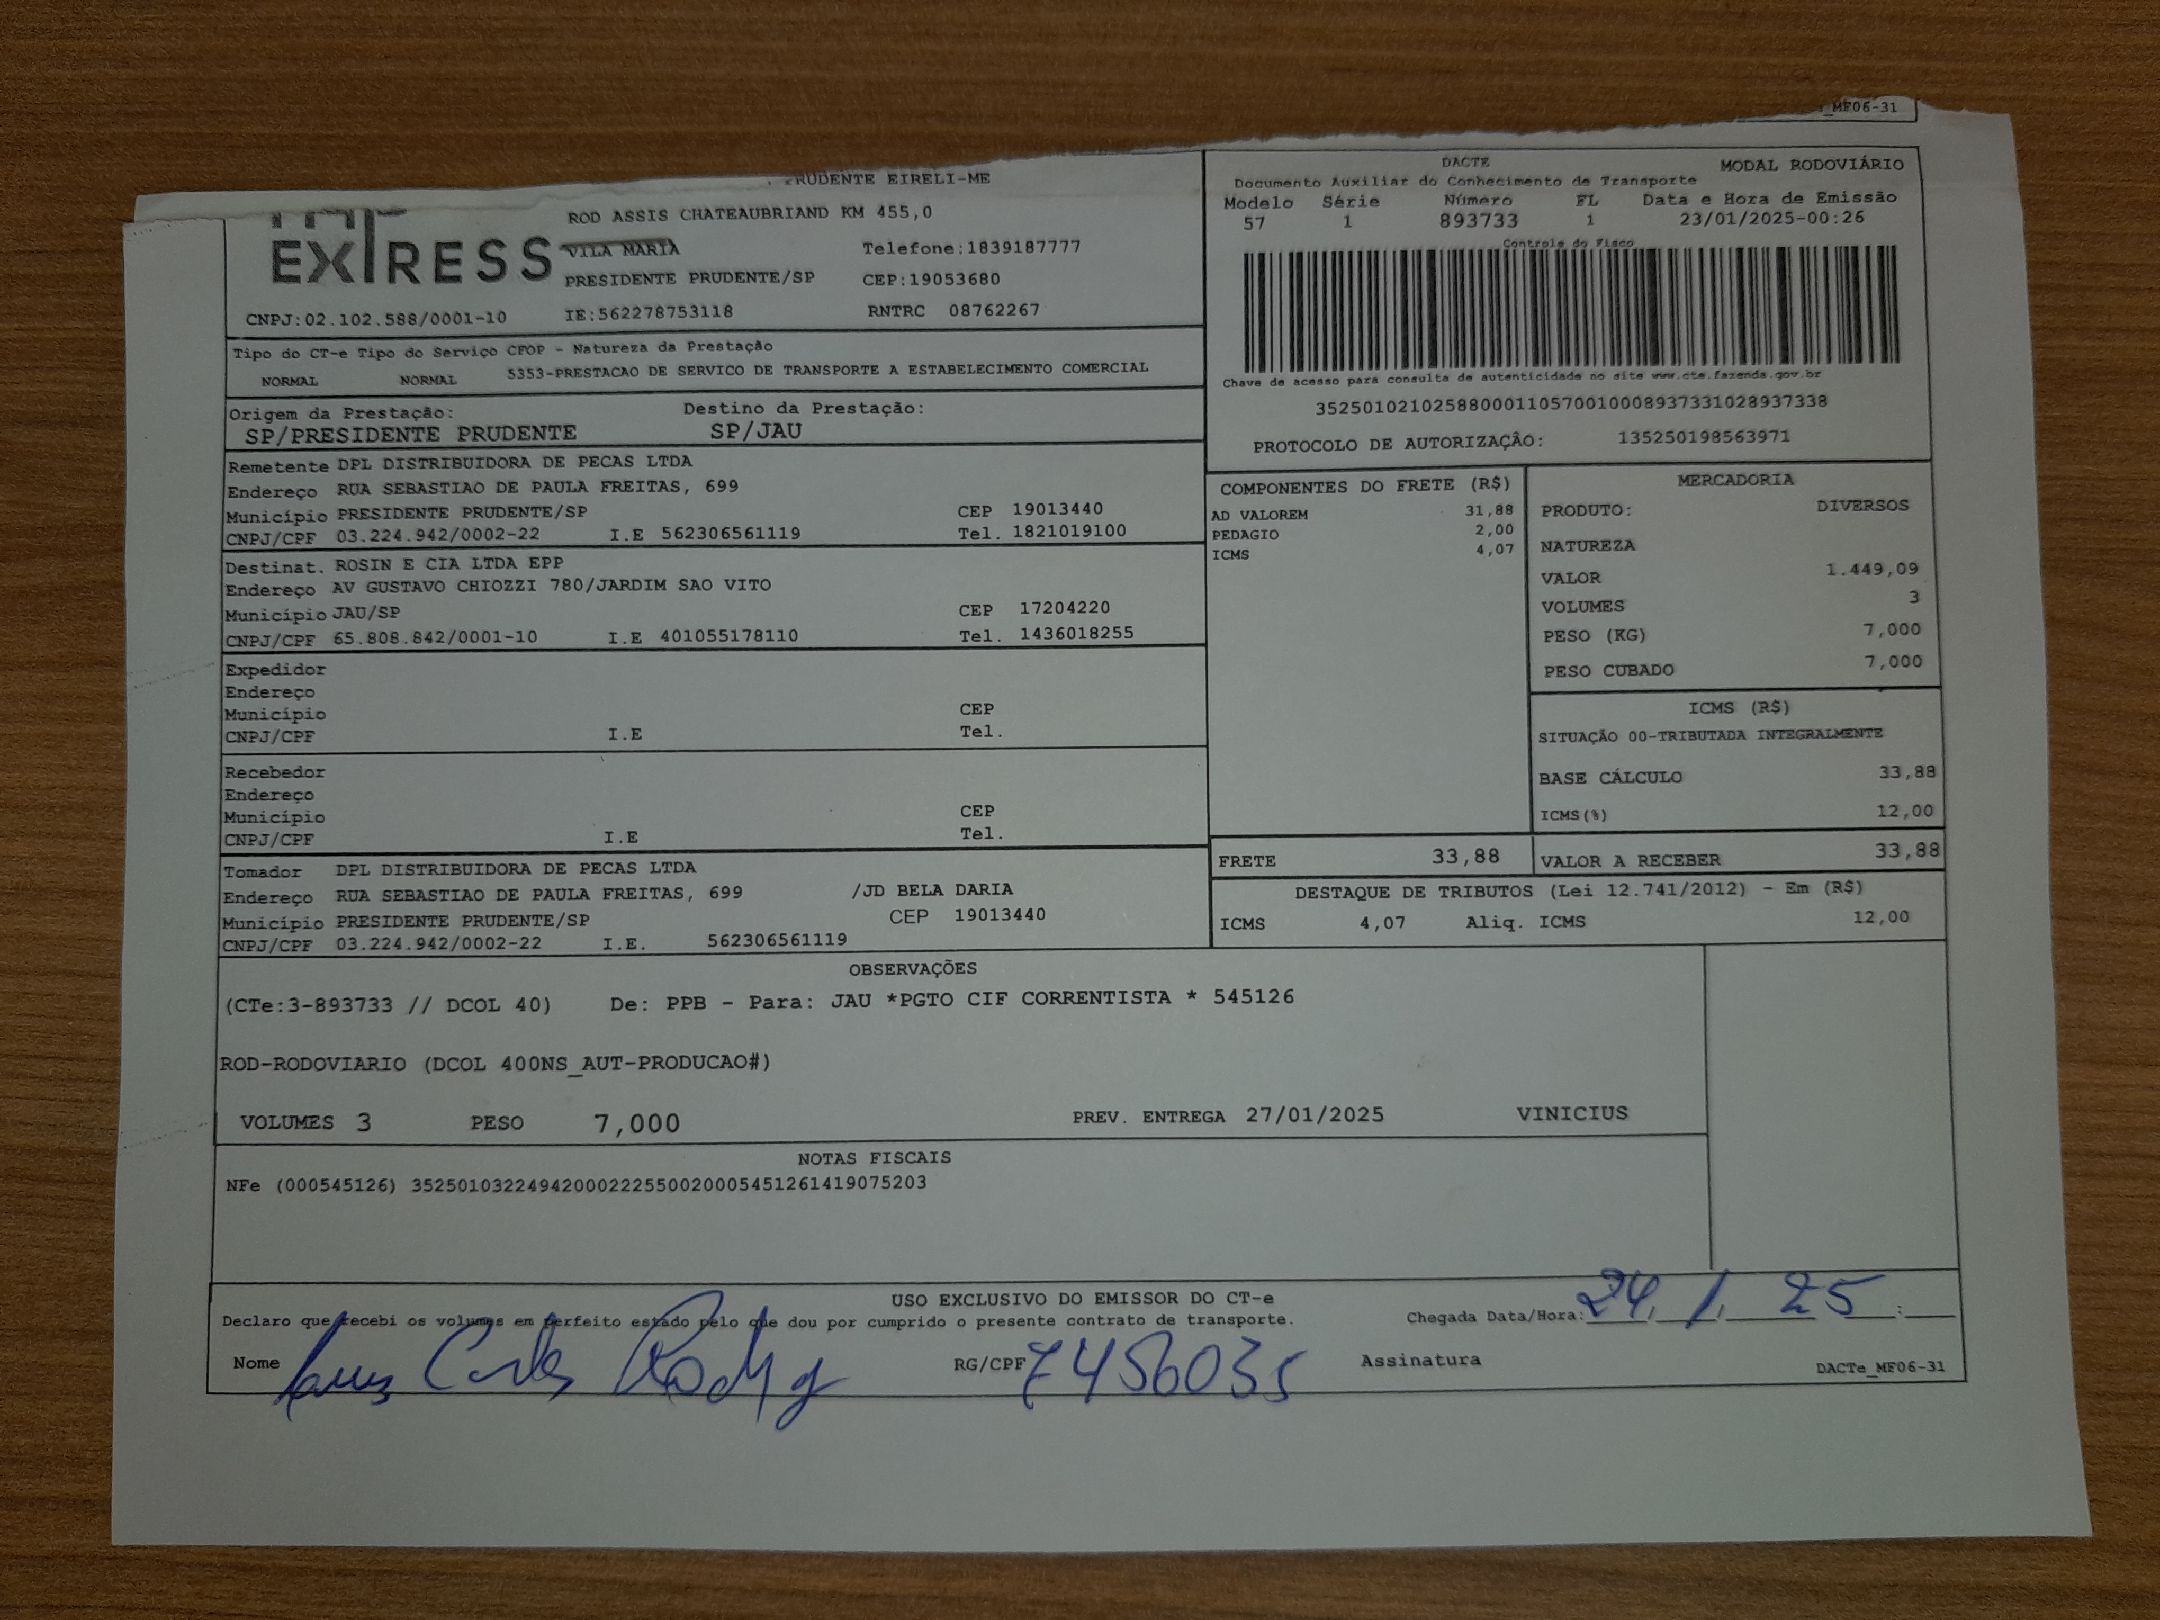 _MF06-31
RUDENTE EIRELI-ME
EXPRESS
ROD ASSIS CHATEAUBRIAND KM 455,0
VILA MARIA Telefone:1839187777
PRESIDENTE PRUDENTE/SP CEP:19053680
CNPJ:02.102.588/0001-10 IE:562278753118 RNTRC 08762267
DACTE MODAL RODOVIÁRIO
Documento Auxiliar do Conhecimento de Transporte
Modelo Série Número FL Data e Hora de Emissão
57 1 893733 1 23/01/2025-00:26
Controle do Fisco
Chave de acesso para consulta de autenticidade no site www.cte.fazenda.gov.br
35250102102588000110570010008937331028937338
PROTOCOLO DE AUTORIZAÇÃO: 135250198563971
Tipo do CT-e Tipo do Serviço CFOP - Natureza da Prestação
NORMAL NORMAL 5353-PRESTACAO DE SERVICO DE TRANSPORTE A ESTABELECIMENTO COMERCIAL
Origem da Prestação: Destino da Prestação:
SP/PRESIDENTE PRUDENTE SP/JAU
Remetente DPL DISTRIBUIDORA DE PECAS LTDA
Endereço RUA SEBASTIAO DE PAULA FREITAS, 699
Município PRESIDENTE PRUDENTE/SP CEP 19013440
CNPJ/CPF 03.224.942/0002-22 I.E 562306561119 Tel. 1821019100
Destinat. ROSIN E CIA LTDA EPP
Endereço AV GUSTAVO CHIOZZI 780/JARDIM SAO VITO
Município JAU/SP CEP 17204220
CNPJ/CPF 65.808.842/0001-10 I.E 401055178110 Tel. 1436018255
Expedidor
Endereço
Município CEP
CNPJ/CPF I.E Tel.
Recebedor
Endereço
Município CEP
CNPJ/CPF I.E Tel.
Tomador DPL DISTRIBUIDORA DE PECAS LTDA
Endereço RUA SEBASTIAO DE PAULA FREITAS, 699 /JD BELA DARIA
Município PRESIDENTE PRUDENTE/SP CEP 19013440
CNPJ/CPF 03.224.942/0002-22 I.E. 562306561119
COMPONENTES DO FRETE (R$)
AD VALOREM 31,88
PEDAGIO 2,00
ICMS 4,07
MERCADORIA
PRODUTO: DIVERSOS
NATUREZA
VALOR 1.449,09
VOLUMES 3
PESO (KG) 7,000
PESO CUBADO 7,000
ICMS (R$)
SITUAÇÃO 00-TRIBUTADA INTEGRALMENTE
BASE CÁLCULO 33,88
ICMS(%) 12,00
FRETE 33,88 VALOR A RECEBER 33,88
DESTAQUE DE TRIBUTOS (Lei 12.741/2012) - Em (R$)
ICMS 4,07 Aliq. ICMS 12,00
OBSERVAÇÕES
(CTe:3-893733 // DCOL 40) De: PPB - Para: JAU *PGTO CIF CORRENTISTA * 545126
ROD-RODOVIARIO (DCOL 400NS_AUT-PRODUCAO#)
VOLUMES 3 PESO 7,000 PREV. ENTREGA 27/01/2025 VINICIUS
NOTAS FISCAIS
NFe (000545126) 35250103224942000222550020005451261419075203
USO EXCLUSIVO DO EMISSOR DO CT-e
Declaro que recebi os volumes em perfeito estado pelo que dou por cumprido o presente contrato de transporte. Chegada Data/Hora: 24 / 1 25 :
Nome Carlos RG/CPF 7456035 Assinatura DACTe_MF06-31